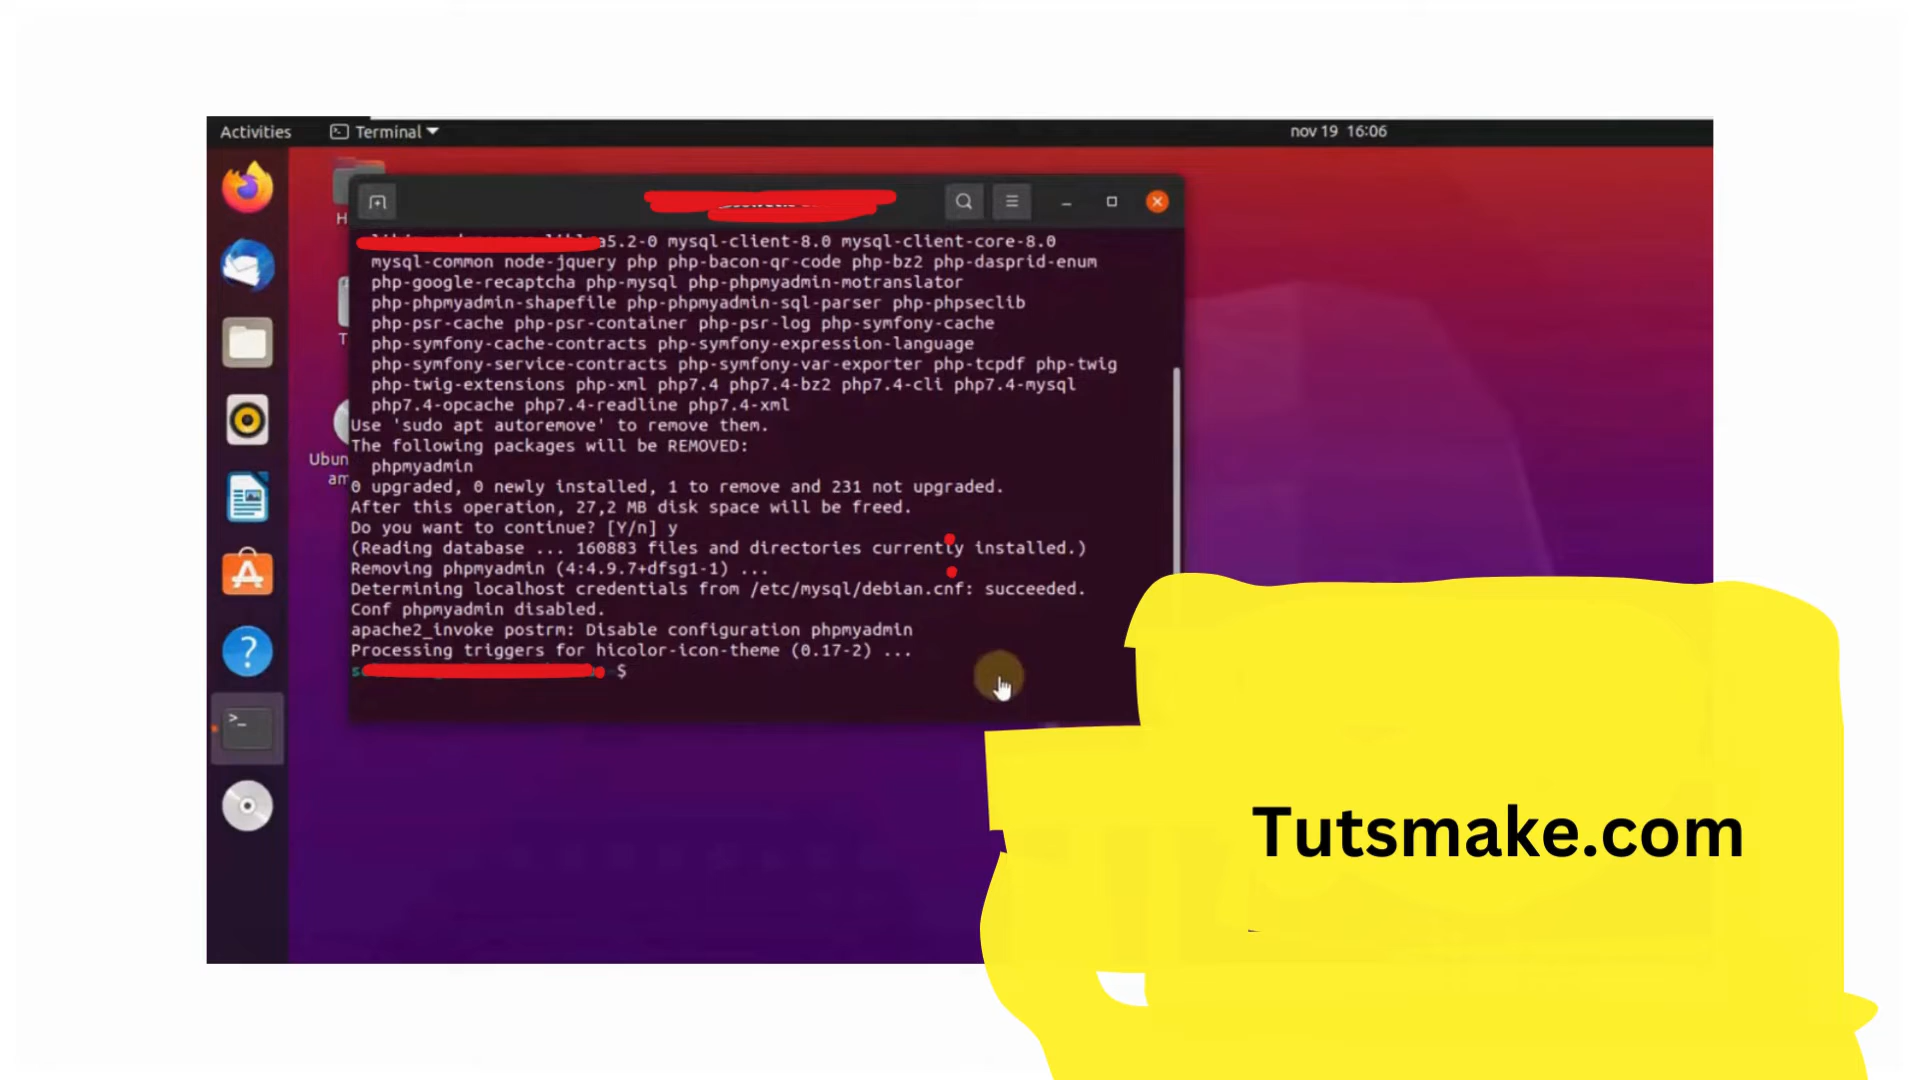 Activities Terminal nov 19 16:06
a5.2-0 mysql-client-8.0 mysql-client-core-8.0
mysql-common node-jquery php php-bacon-qr-code php-bz2 php-dasprid-enum
php-google-recaptcha php-mysql php-phpmyadmin-motranslator
php-phpmyadmin-shapefile php-phpmyadmin-sql-parser php-phpseclib
php-psr-cache php-psr-container php-psr-log php-symfony-cache
php-symfony-cache-contracts php-symfony-expression-language
php-symfony-service-contracts php-symfony-var-exporter php-tcpdf php-twig
php-twig-extensions php-xml php7.4 php7.4-bz2 php7.4-cli php7.4-mysql
php7.4-opcache php7.4-readline php7.4-xml
Use 'sudo apt autoremove' to remove them.
The following packages will be REMOVED:
phpmyadmin
0 upgraded, 0 newly installed, 1 to remove and 231 not upgraded.
After this operation, 27,2 MB disk space will be freed.
Do you want to continue? [Y/n] y
(Reading database ... 160883 files and directories currently installed.)
Removing phpmyadmin (4:4.9.7+dfsg1-1) ...
Determining localhost credentials from /etc/mysql/debian.cnf: succeeded.
Conf phpmyadmin disabled.
apache2_invoke postrm: Disable configuration phpmyadmin
Processing triggers for hicolor-icon-theme (0.17-2) ...
$
H
T
Ubun
am
Tutsmake.com